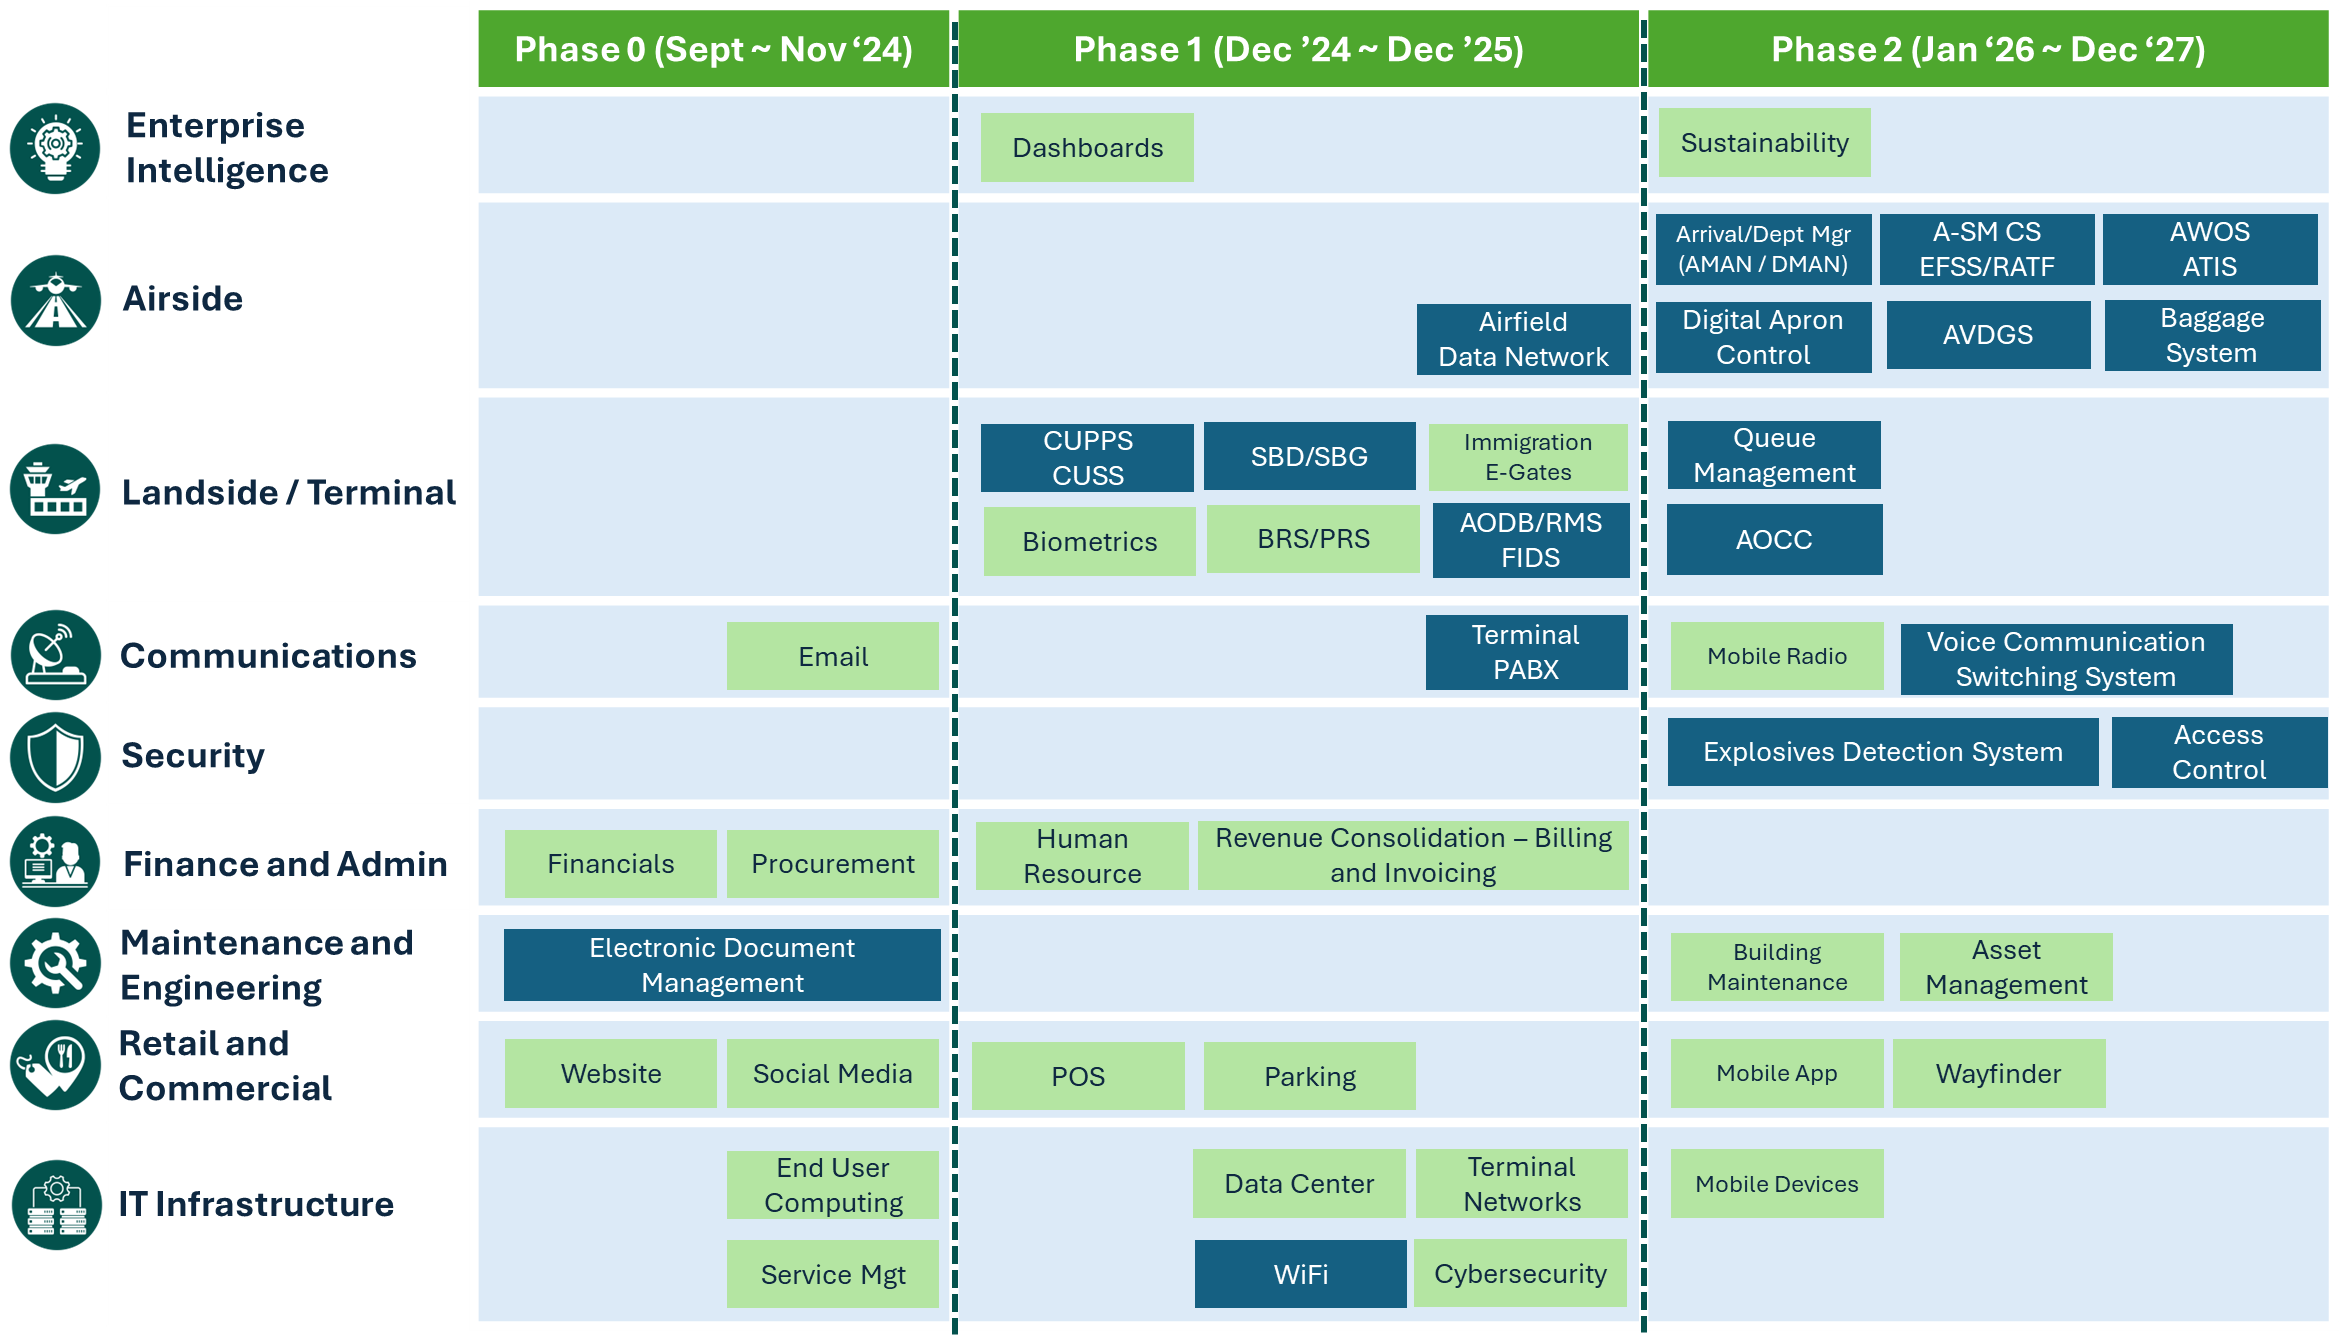 Phase 0 (Sept ~ Nov ‘24)
Phase 1 (Dec ’24 ~ Dec ’25)
Phase 2 (Jan ‘26 ~ Dec ‘27)
Enterprise
Intelligence
Dashboards
Sustainability
Airside
Airfield
Data Network
Arrival/Dept Mgr
(AMAN / DMAN)
A-SM CS
EFSS/RATF
AWOS
ATIS
Digital Apron
Control
AVDGS
Baggage
System
Landside / Terminal
CUPPS
CUSS
SBD/SBG
Immigration
E-Gates
Biometrics
BRS/PRS
AODB/RMS
FIDS
Queue
Management
AOCC
Communications
Email
Terminal
PABX
Mobile Radio
Voice Communication
Switching System
Security
Explosives Detection System
Access
Control
Finance and Admin
Financials
Procurement
Human
Resource
Revenue Consolidation – Billing
and Invoicing
Maintenance and
Engineering
Electronic Document
Management
Building
Maintenance
Asset
Management
Retail and
Commercial
Website
Social Media
POS
Parking
Mobile App
Wayfinder
IT Infrastructure
End User
Computing
Service Mgt
Data Center
Terminal
Networks
WiFi
Cybersecurity
Mobile Devices